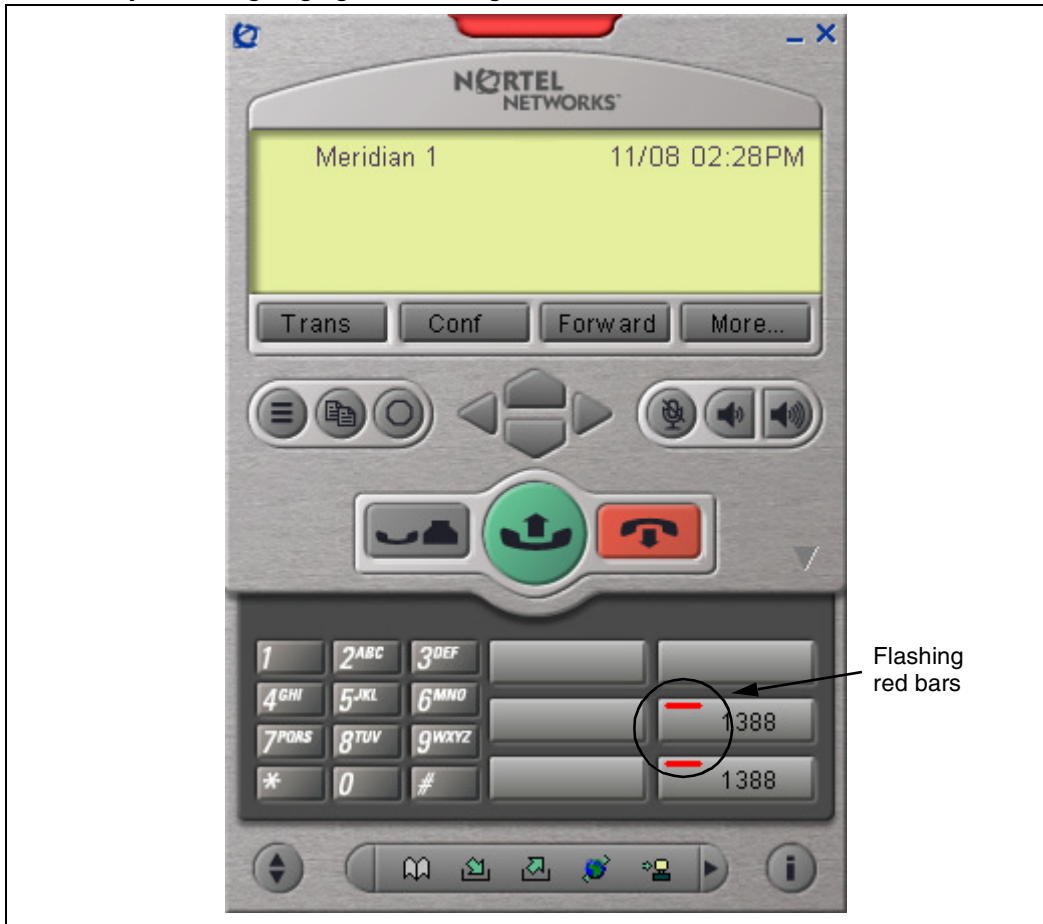 NORTEL
NETWORKS
Meridian 1 11/08 02:28PM
Trans Conf Forward More...
1 2ABC 3DEF
4GHI 5JKL 6MNO
7PQRS 8TUV 9WXYZ
* 0 #
1388
1388
Flashing
red bars